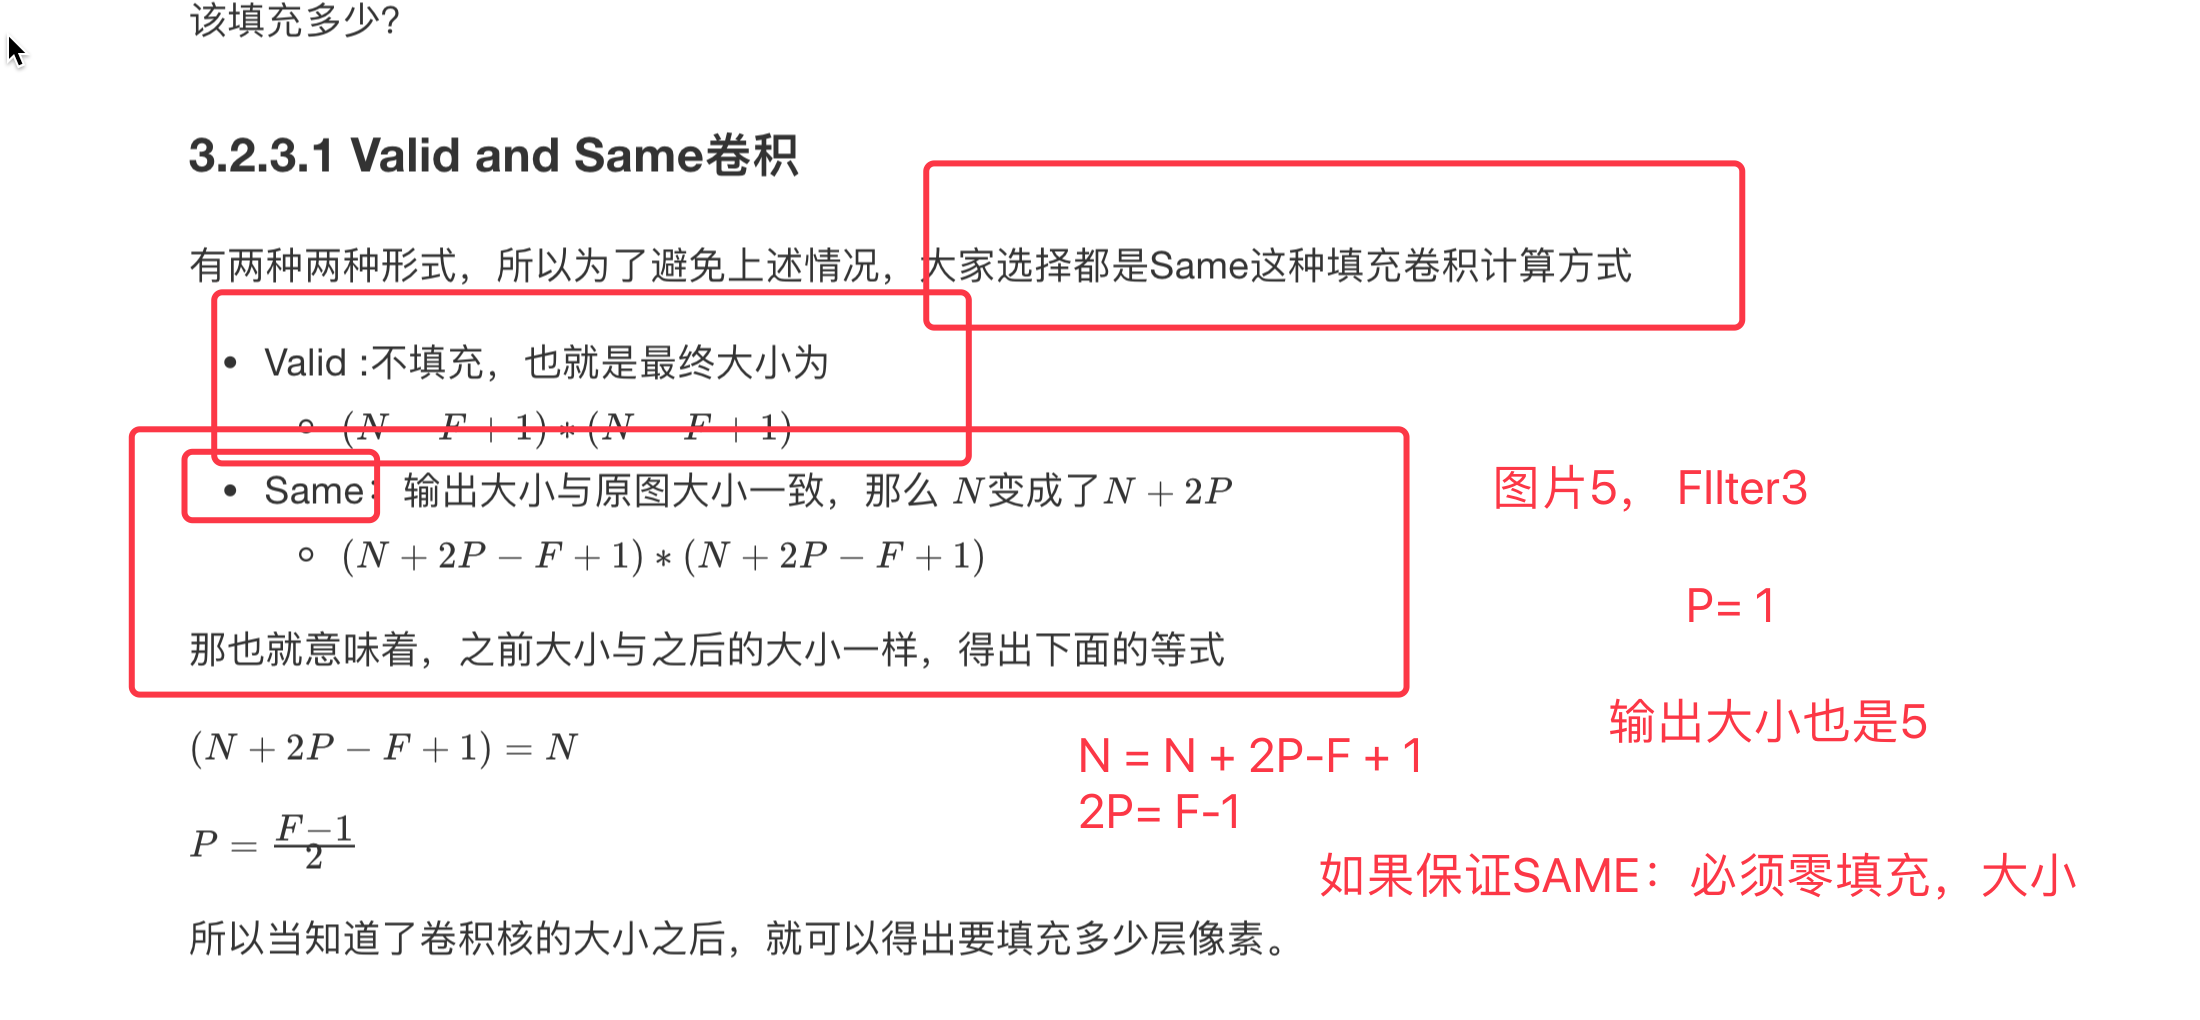 该填充多少?
3.2.3.1 Valid and Same卷积
有两种两种形式，所以为了避免上述情况，大家选择都是Same这种填充卷积计算方式
• Valid :不填充，也就是最终大小为
◦ (N − F + 1) * (N − F + 1)
• Same：输出大小与原图大小一致，那么 N变成了N + 2P
◦ (N + 2P − F + 1) * (N + 2P − F + 1)
那也就意味着，之前大小与之后的大小一样，得出下面的等式
(N + 2P − F + 1) = N
P = \frac{F-1}{2}
所以当知道了卷积核的大小之后，就可以得出要填充多少层像素。
图片5， FIlter3
P= 1
输出大小也是5
N = N + 2P-F + 1
2P= F-1
如果保证SAME：必须零填充，大小